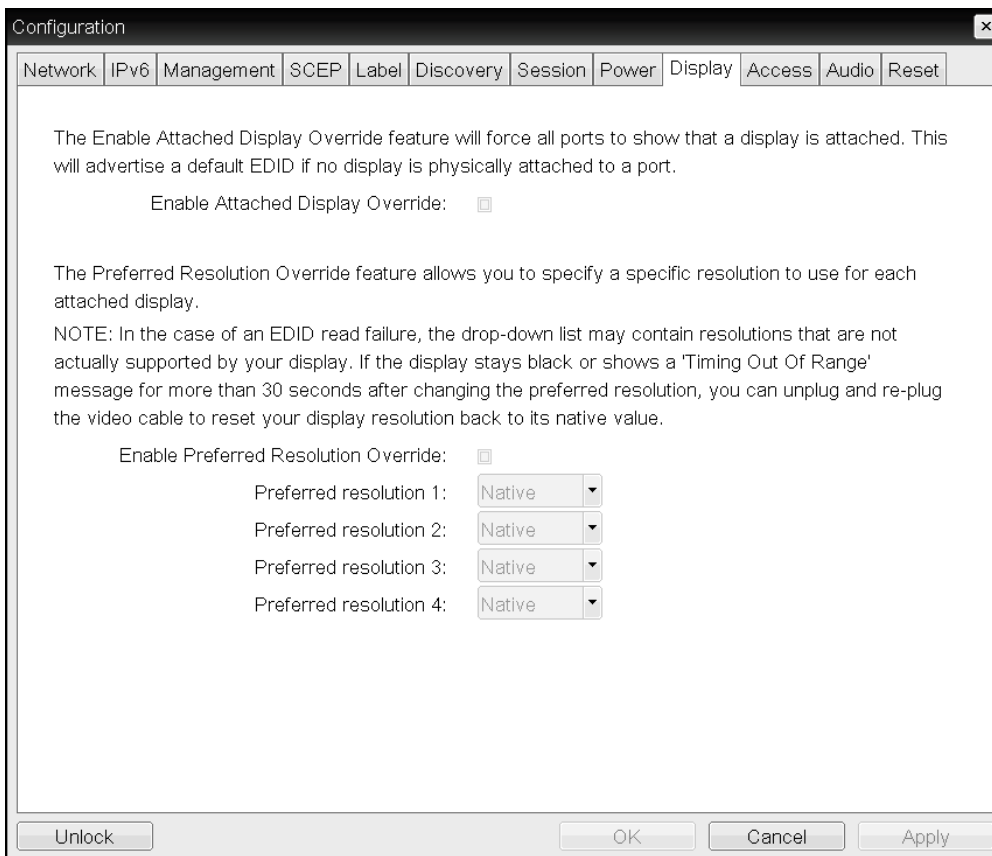 Configuration
Network IPv6 Management SCEP Label Discovery Session Power Display Access Audio Reset
The Enable Attached Display Override feature will force all ports to show that a display is attached. This
will advertise a default EDID if no display is physically attached to a port.
Enable Attached Display Override:
The Preferred Resolution Override feature allows you to specify a specific resolution to use for each
attached display.
NOTE: In the case of an EDID read failure, the drop-down list may contain resolutions that are not
actually supported by your display. If the display stays black or shows a 'Timing Out Of Range'
message for more than 30 seconds after changing the preferred resolution, you can unplug and re-plug
the video cable to reset your display resolution back to its native value.
Enable Preferred Resolution Override:
Preferred resolution 1: Native
Preferred resolution 2: Native
Preferred resolution 3: Native
Preferred resolution 4: Native
Unlock OK Cancel Apply